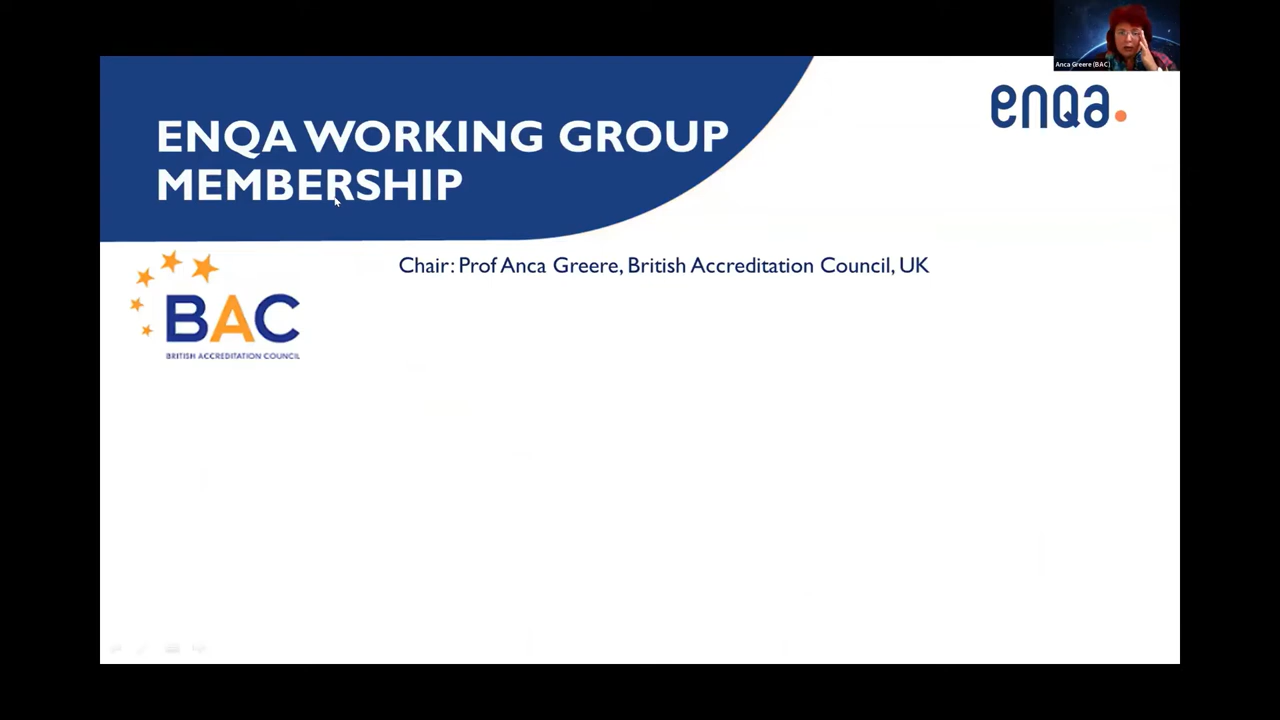 Anca Greere (BAC)
enqa.
ENQA WORKING GROUP
MEMBERSHIP
Chair: Prof Anca Greere, British Accreditation Council, UK
BAC
BRITISH ACCREDITATION COUNCIL